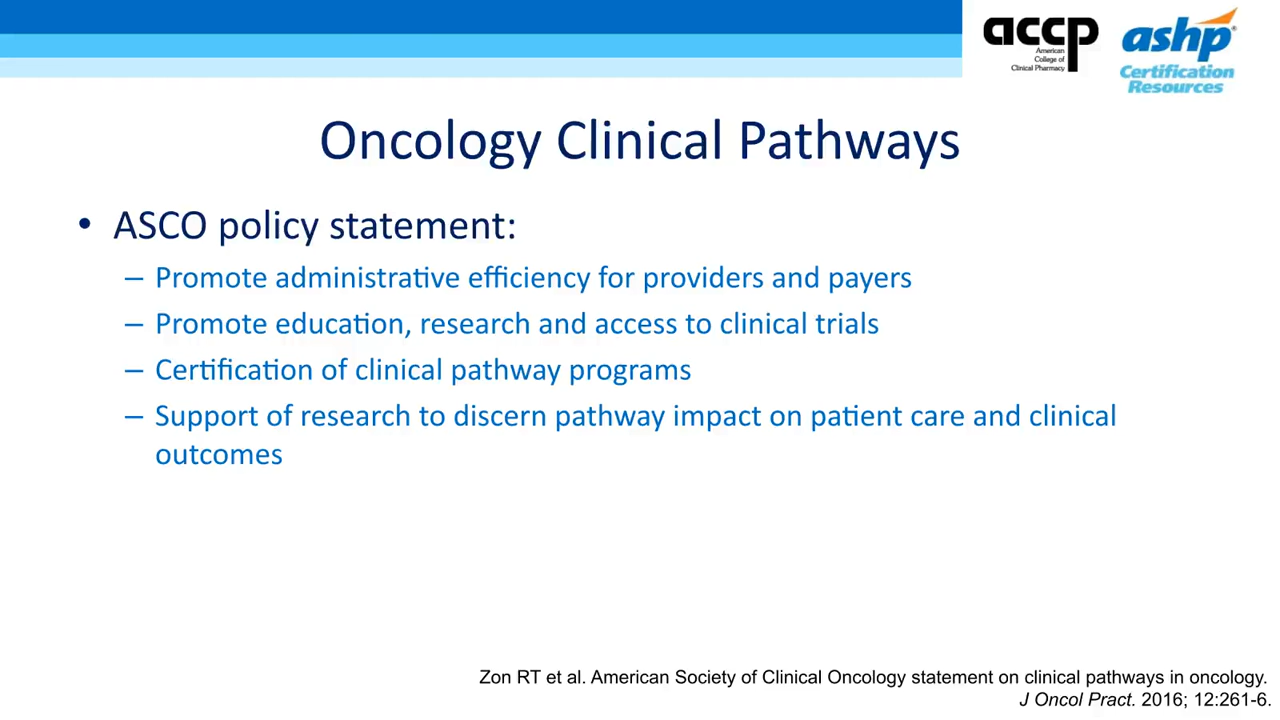 accp
American
College of
Clinical Pharmacy
ashp®
Certification
Resources
Oncology Clinical Pathways
• ASCO policy statement:
– Promote administrative efficiency for providers and payers
– Promote education, research and access to clinical trials
– Certification of clinical pathway programs
– Support of research to discern pathway impact on patient care and clinical
outcomes
Zon RT et al. American Society of Clinical Oncology statement on clinical pathways in oncology.
J Oncol Pract. 2016; 12:261-6.